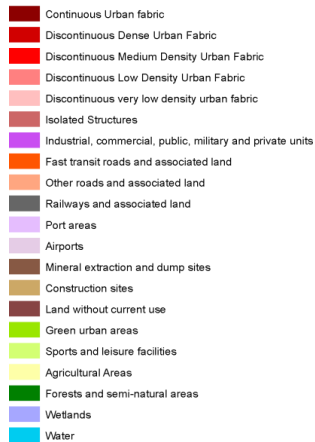 Continuous Urban fabric
Discontinuous Dense Urban Fabric
Discontinuous Medium Density Urban Fabric
Discontinuous Low Density Urban Fabric
Discontinuous very low density urban fabric
Isolated Structures
Industrial, commercial, public, military and private units
Fast transit roads and associated land
Other roads and associated land
Railways and associated land
Port areas
Airports
Mineral extraction and dump sites
Construction sites
Land without current use
Green urban areas
Sports and leisure facilities
Agricultural Areas
Forests and semi-natural areas
Wetlands
Water